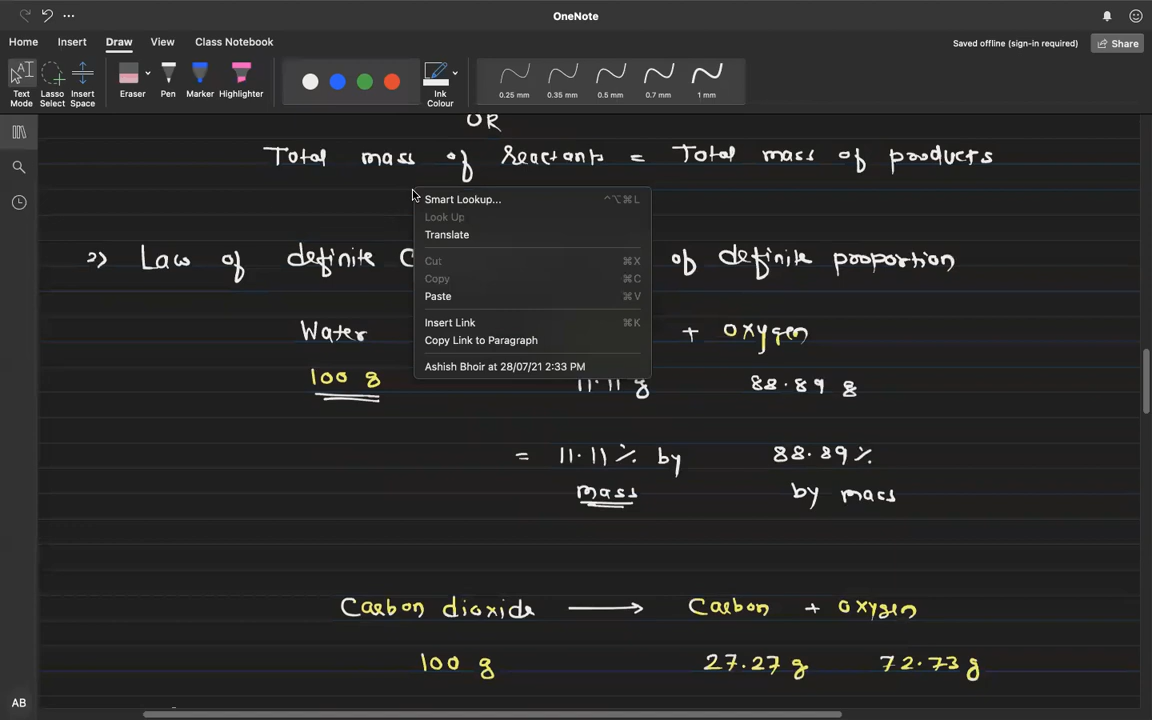 OneNote
Home Insert Draw View Class Notebook
Saved offline (sign-in required) Share
Text Mode
Lasso Select
Insert Space
Eraser
Pen
Marker
Highlighter
Ink Colour
0.25 mm 0.35 mm 0.5 mm 0.7 mm 1 mm
OR
Total mass of reactants = Total mass of products
Smart Lookup... ^⌥⌘L
Look Up
Translate
Cut ⌘X
Copy ⌘C
Paste ⌘V
Insert Link ⌘K
Copy Link to Paragraph
Ashish Bhoir at 28/07/21 2:33 PM
=> Law of definite of definite proportion
Water + oxygen
100 g 11.11 g 88.89 g
= 11.11 % by 88.89 %
mass by mass
Carbon dioxide ⟶ Carbon + oxygen
100 g 27.27 g 72.73 g
AB